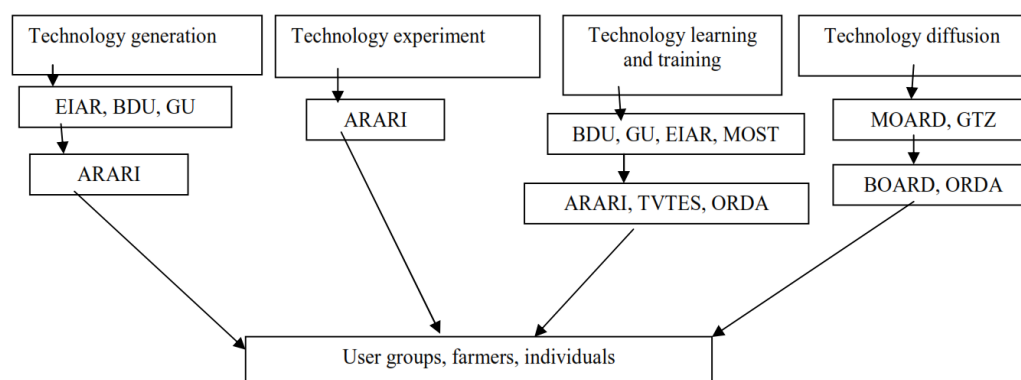 Technology generation
Technology experiment
Technology learning
and training
Technology diffusion
EIAR, BDU, GU
ARARI
BDU, GU, EIAR, MOST
MOARD, GTZ
ARARI
ARARI, TVTES, ORDA
BOARD, ORDA
User groups, farmers, individuals